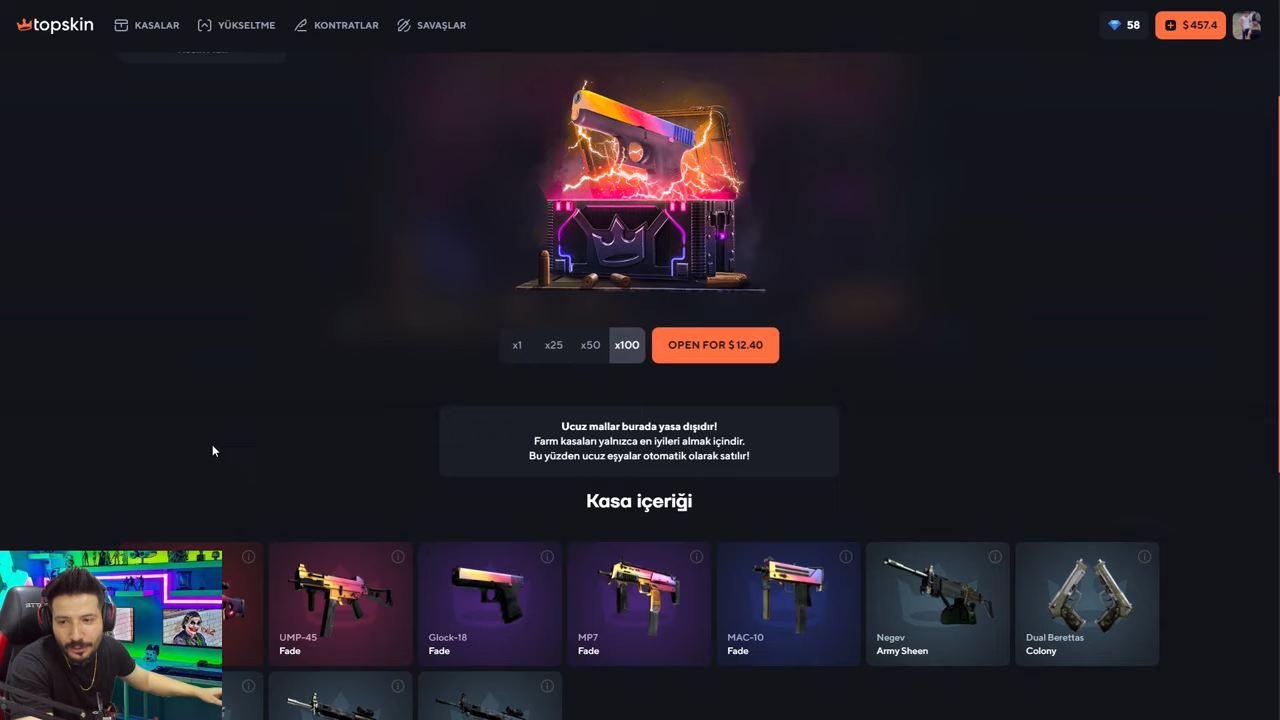 topskin
KASALAR
YÜKSELTME
KONTRATLAR
SAVAŞLAR
58
$ 457.4
x1
x25
x50
x100
OPEN FOR $ 12.40
Ucuz mallar burada yasa dışıdır!
Farm kasaları yalnızca en iyileri almak içindir.
Bu yüzden ucuz eşyalar otomatik olarak satılır!
Kasa içeriği
UMP-45
Fade
Glock-18
Fade
MP7
Fade
MAC-10
Fade
Negev
Army Sheen
Dual Berettas
Colony